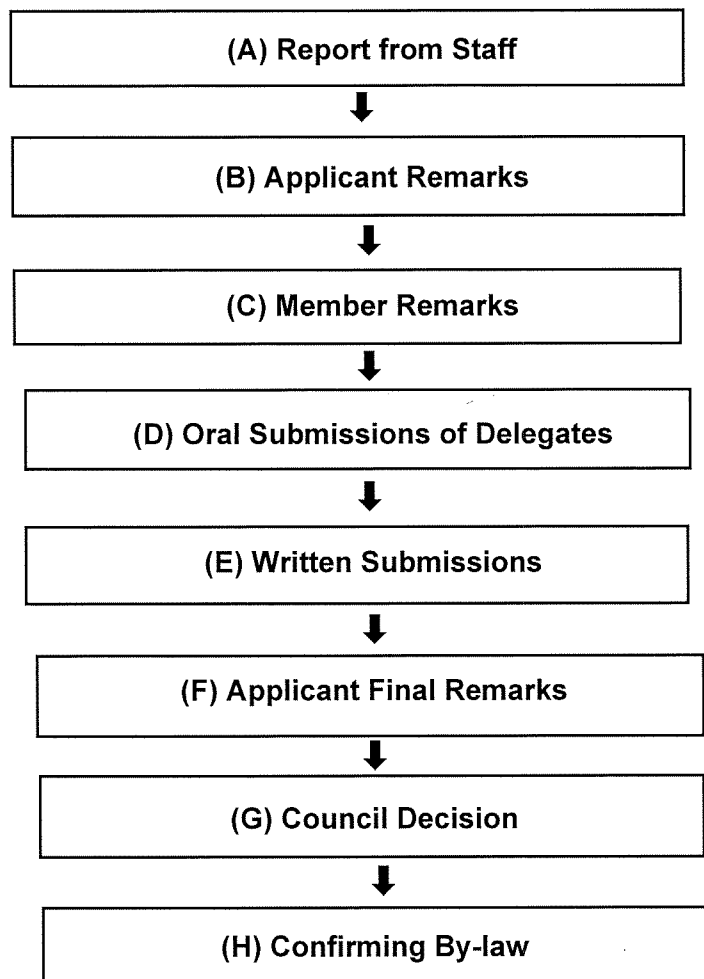 (A) Report from Staff
(B) Applicant Remarks
(C) Member Remarks
(D) Oral Submissions of Delegates
(E) Written Submissions
(F) Applicant Final Remarks
(G) Council Decision
(H) Confirming By-law